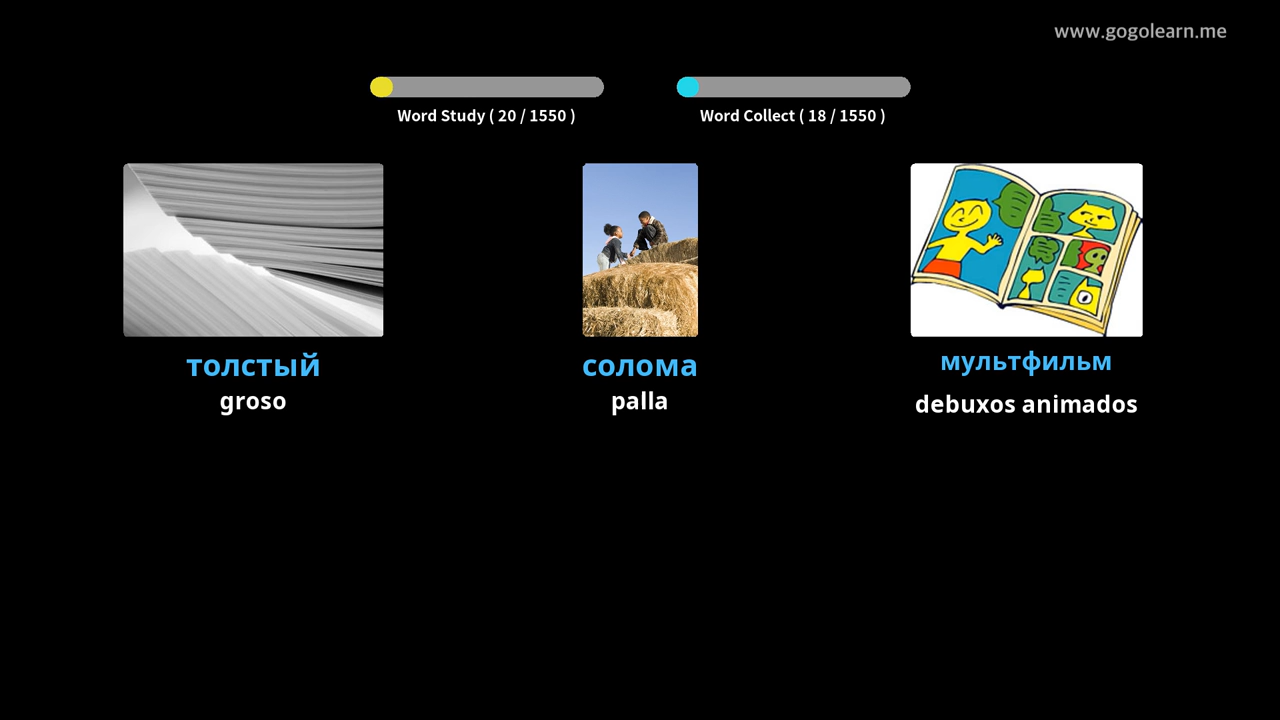 www.gogolearn.me
Word Study ( 20 / 1550 )
Word Collect ( 18 / 1550 )
толстый
солома
мультфильм
groso
palla
debuxos animados